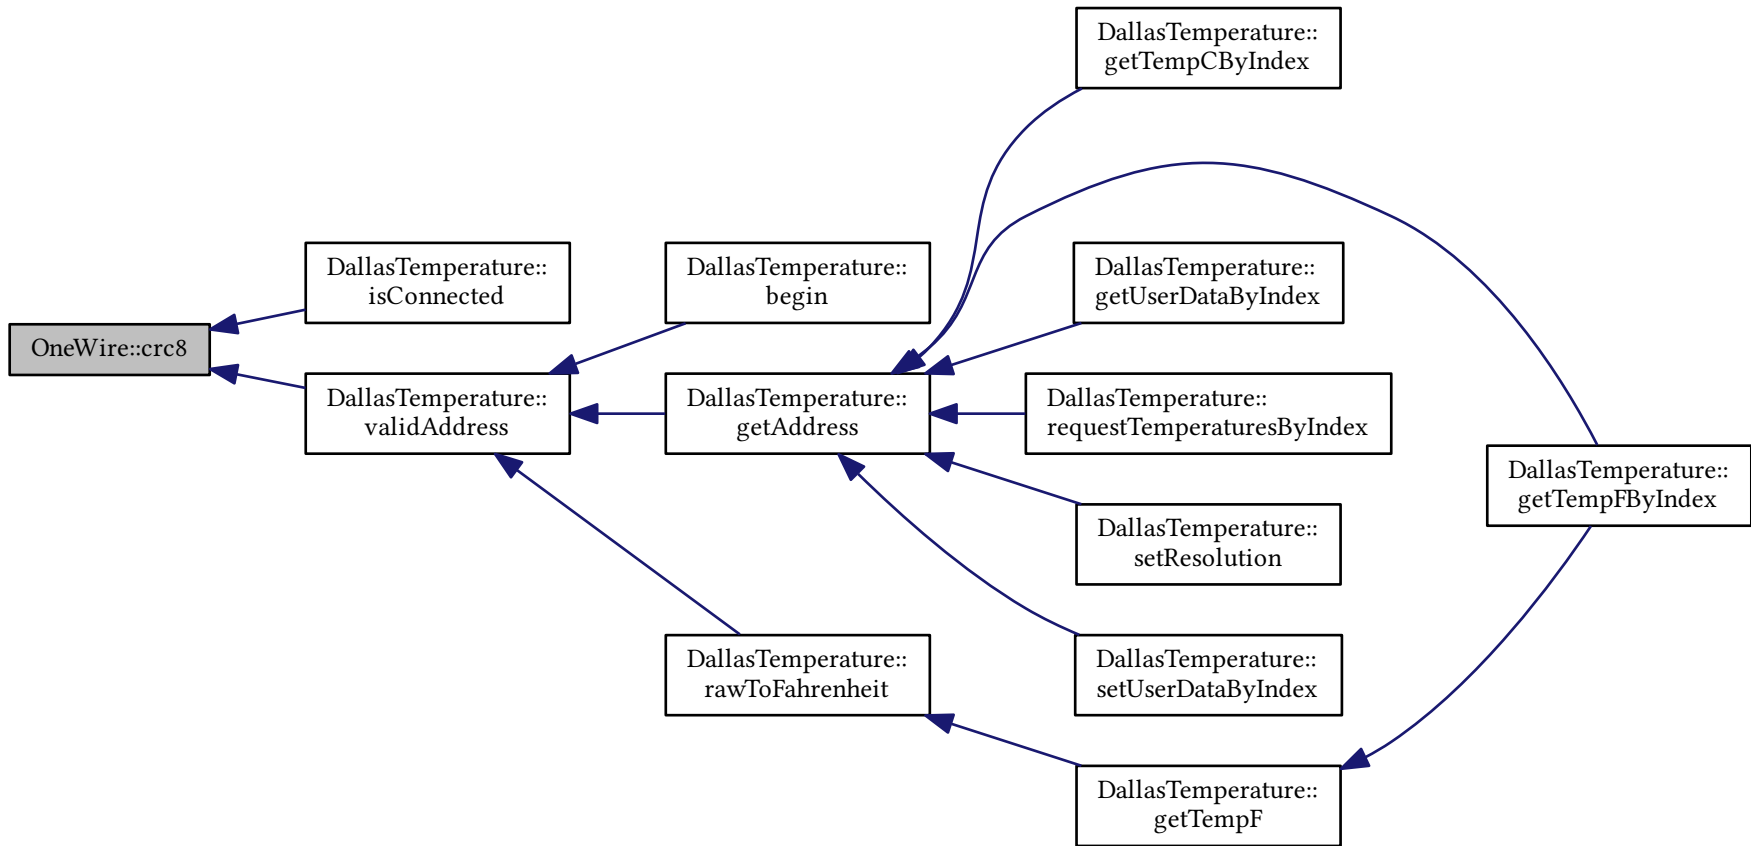 DallasTemperature::
getTempCByIndex
DallasTemperature::
isConnected
DallasTemperature::
begin
DallasTemperature::
getUserDataByIndex
OneWire::crc8
DallasTemperature::
validAddress
DallasTemperature::
getAddress
DallasTemperature::
requestTemperaturesByIndex
DallasTemperature::
getTempFByIndex
DallasTemperature::
setResolution
DallasTemperature::
rawToFahrenheit
DallasTemperature::
setUserDataByIndex
DallasTemperature::
getTempF